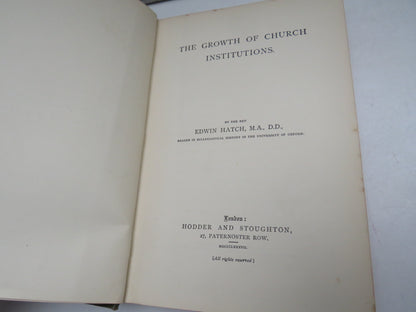 THE GROWTH OF CHURCH
INSTITUTIONS.
BY THE REV
EDWIN HATCH, M.A., D.D.,
READER IN ECCLESIASTICAL HISTORY IN THE UNIVERSITY OF OXFORD.
London:
HODDER AND STOUGHTON,
27, PATERNOSTER ROW,
MDCCCLXXXVII.
(All rights reserved)